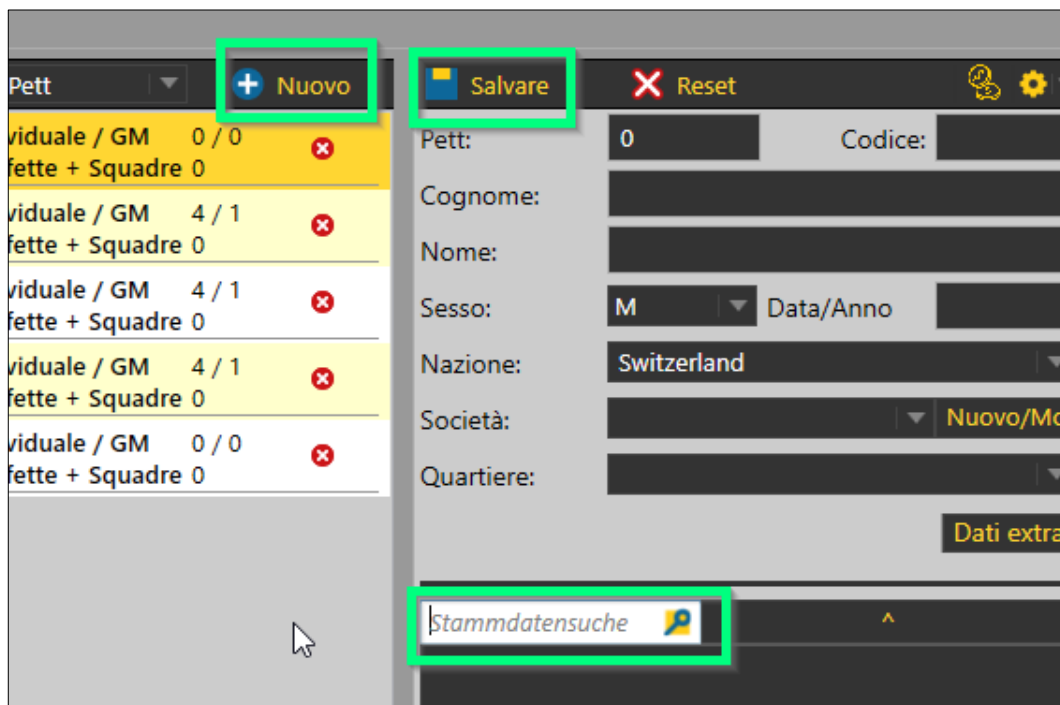 Pett Nuovo
viduale / GM 0 / 0
fette + Squadre 0
viduale / GM 4 / 1
fette + Squadre 0
viduale / GM 4 / 1
fette + Squadre 0
viduale / GM 4 / 1
fette + Squadre 0
viduale / GM 0 / 0
fette + Squadre 0
Salvare Reset
Pett: 0 Codice:
Cognome:
Nome:
Sesso: M Data/Anno
Nazione: Switzerland
Società: Nuovo/Mo
Quartiere:
Dati extra
Stammdatensuche ^